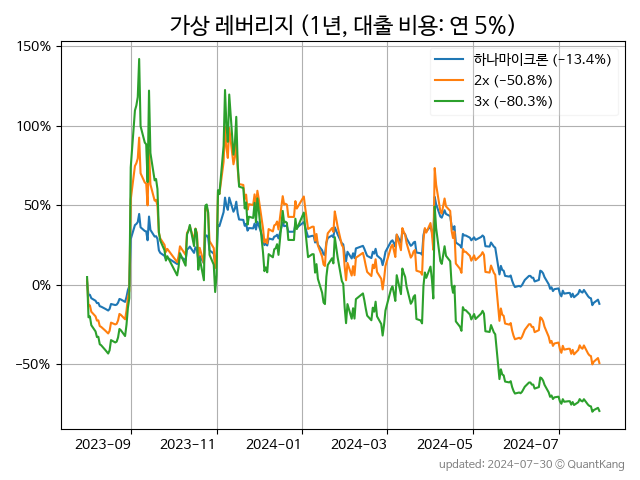 가상 레버리지 (1년, 대출 비용: 연 5%)
하나마이크론 (-13.4%)
2x (-50.8%)
3x (-80.3%)
150%
100%
50%
0%
−50%
2023-09 2023-11 2024-01 2024-03 2024-05 2024-07
updated: 2024-07-30 © QuantKang